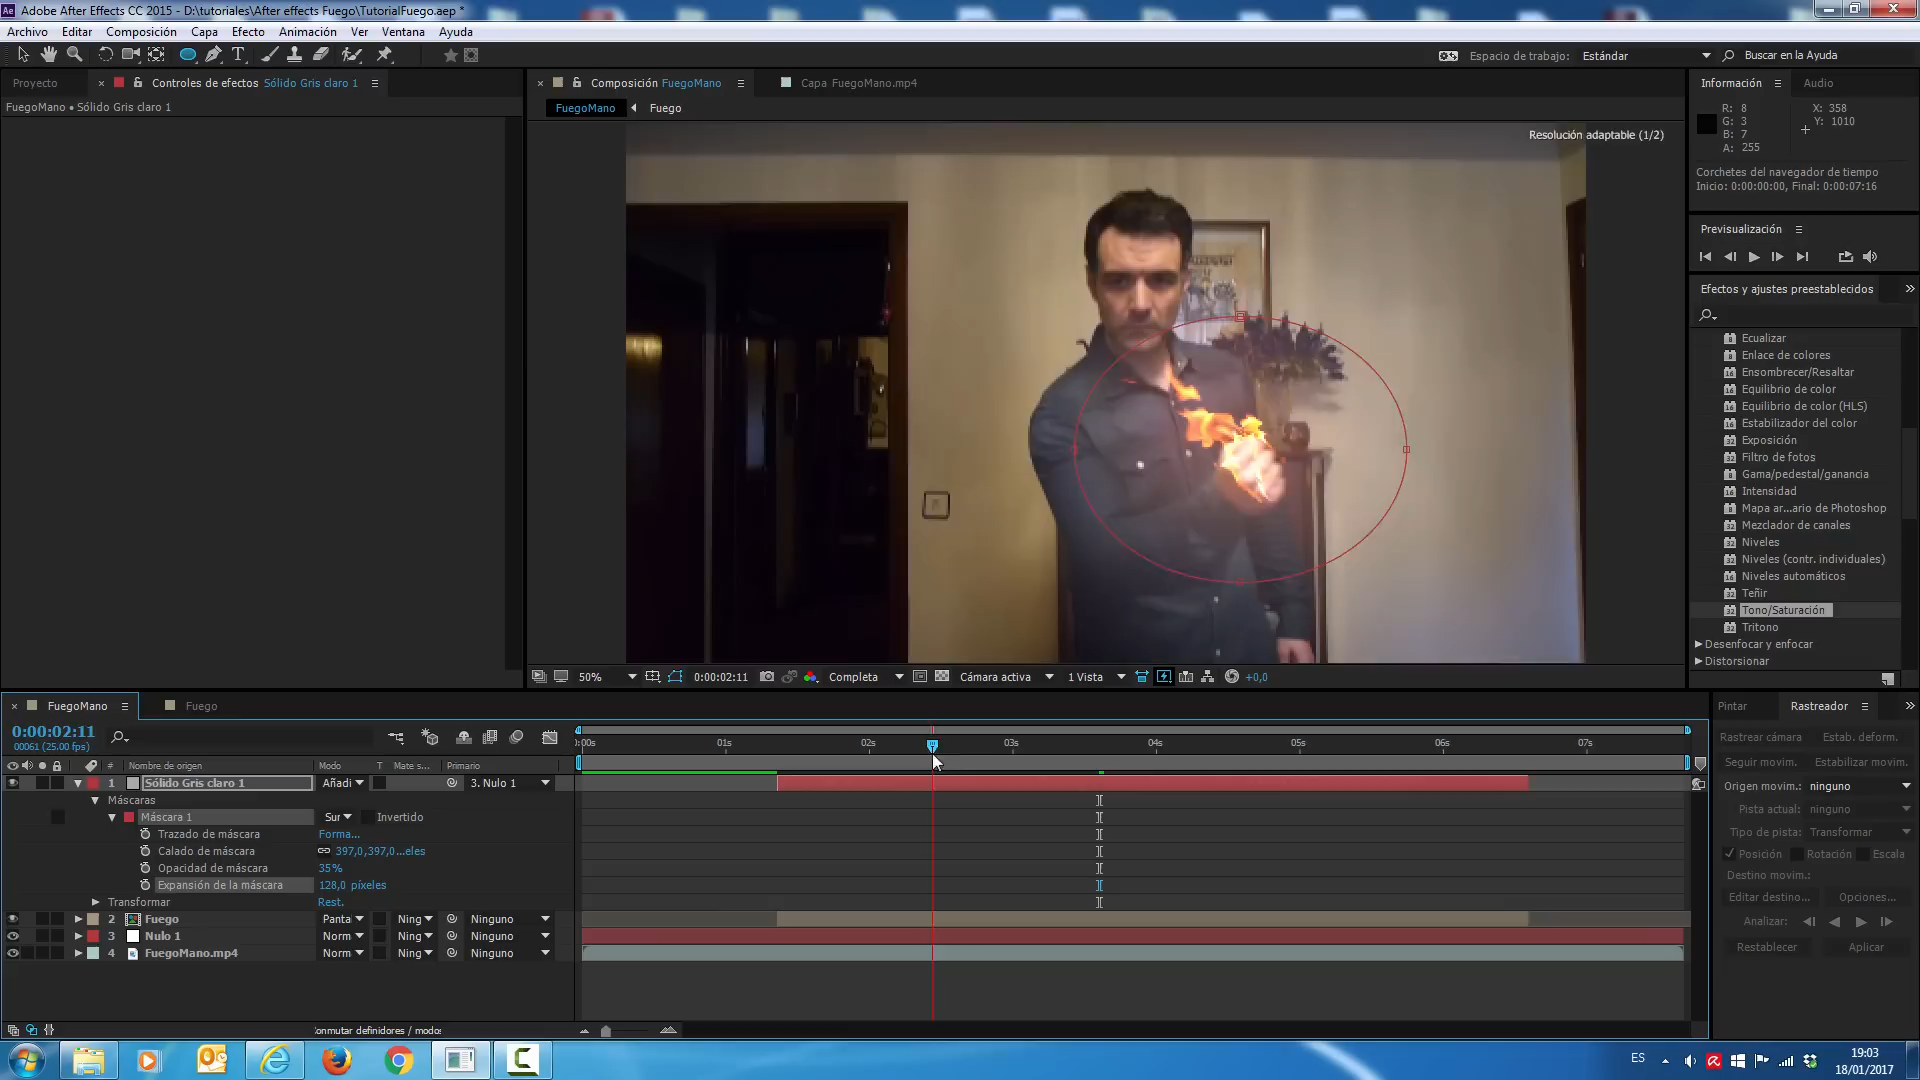 Adobe After Effects CC 2015 - D:\tutoriales\After effects Fuego\TutorialFuego.aep *
Archivo Editar Composición Capa Efecto Animación Ver Ventana Ayuda
Espacio de trabajo: Estándar Buscar en la Ayuda
Proyecto Controles de efectos Sólido Gris claro 1
FuegoMano • Sólido Gris claro 1
Composición FuegoMano Capa FuegoMano.mp4
FuegoMano Fuego
Resolución adaptable (1/2)
50% 0:00:02:11 Completa Cámara activa 1 Vista +0,0
Información Audio
R: 8 X: 358
G: 3 Y: 1010
B: 7
A: 255
Corchetes del navegador de tiempo
Inicio: 0:00:00:00, Final: 0:00:07:16
Previsualización
Efectos y ajustes preestablecidos
Ecualizar
Enlace de colores
Ensombrecer/Resaltar
Equilibrio de color
Equilibrio de color (HLS)
Estabilizador del color
Exposición
Filtro de fotos
Gama/pedestal/ganancia
Intensidad
Mapa ar...ario de Photoshop
Mezclador de canales
Niveles
Niveles (contr. individuales)
Niveles automáticos
Teñir
Tono/Saturación
Tritono
Desenfocar y enfocar
Distorsionar
FuegoMano Fuego
0:00:02:11
00061 (25.00 fps)
:00s 01s 02s 03s 04s 05s 06s 07s
# Nombre de origen Modo T Mate s... Primario
1 Sólido Gris claro 1 Añadi 3. Nulo 1
Máscaras
Máscara 1 Sur Invertido
Trazado de máscara Forma...
Calado de máscara 397,0,397,0...eles
Opacidad de máscara 35%
Expansión de la máscara 128,0 píxeles
Transformar Rest.
2 Fuego Panta Ning Ninguno
3 Nulo 1 Norm Ning Ninguno
4 FuegoMano.mp4 Norm Ning Ninguno
Conmutar definidores / modos
Pintar Rastreador
Rastrear cámara Estab. deform.
Seguir movim. Estabilizar movim.
Origen movim.: ninguno
Pista actual: ninguno
Tipo de pista: Transformar
Posición Rotación Escala
Destino movim.:
Editar destino... Opciones...
Analizar:
Restablecer Aplicar
ES
19:03
18/01/2017